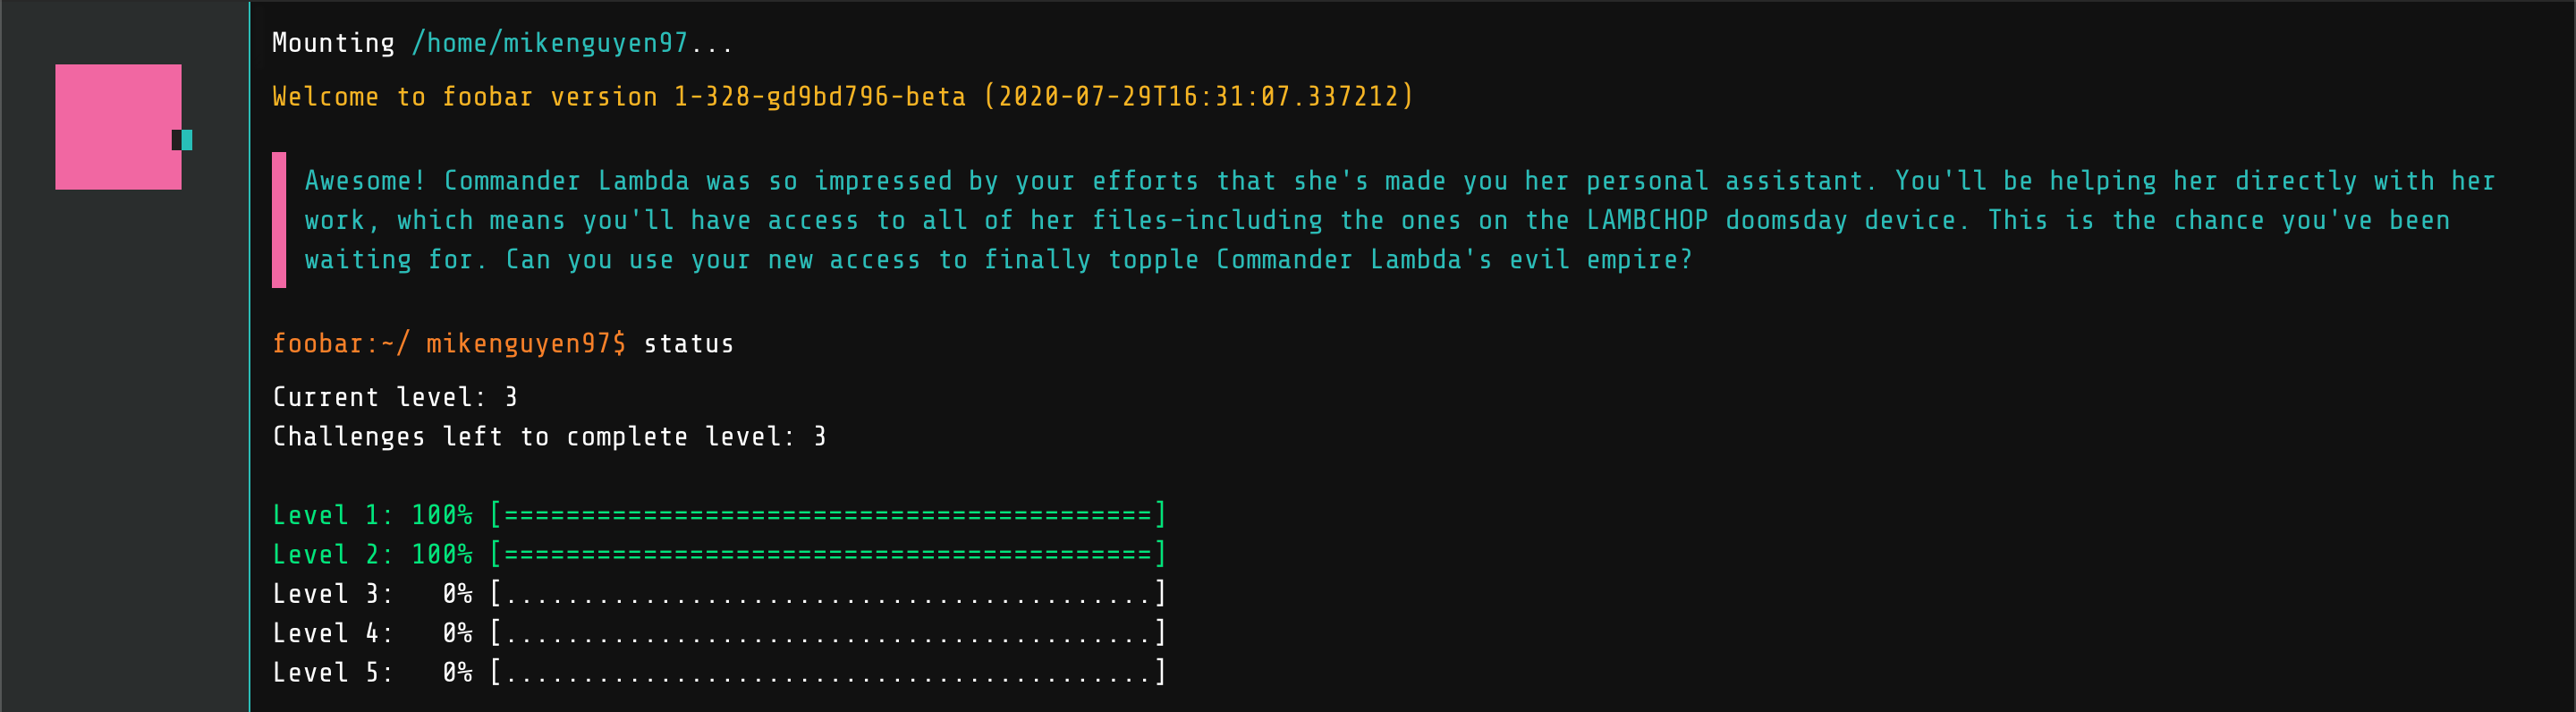 Mounting /home/mikenguyen97...
Welcome to foobar version 1-328-gd9bd796-beta (2020-07-29T16:31:07.337212)
Awesome! Commander Lambda was so impressed by your efforts that she's made you her personal assistant. You'll be helping her directly with her
work, which means you'll have access to all of her files-including the ones on the LAMBCHOP doomsday device. This is the chance you've been
waiting for. Can you use your new access to finally topple Commander Lambda's evil empire?
foobar:~/ mikenguyen97$ status
Current level: 3
Challenges left to complete level: 3
Level 1: 100% [==========================================]
Level 2: 100% [==========================================]
Level 3:   0% [..........................................]
Level 4:   0% [..........................................]
Level 5:   0% [..........................................]